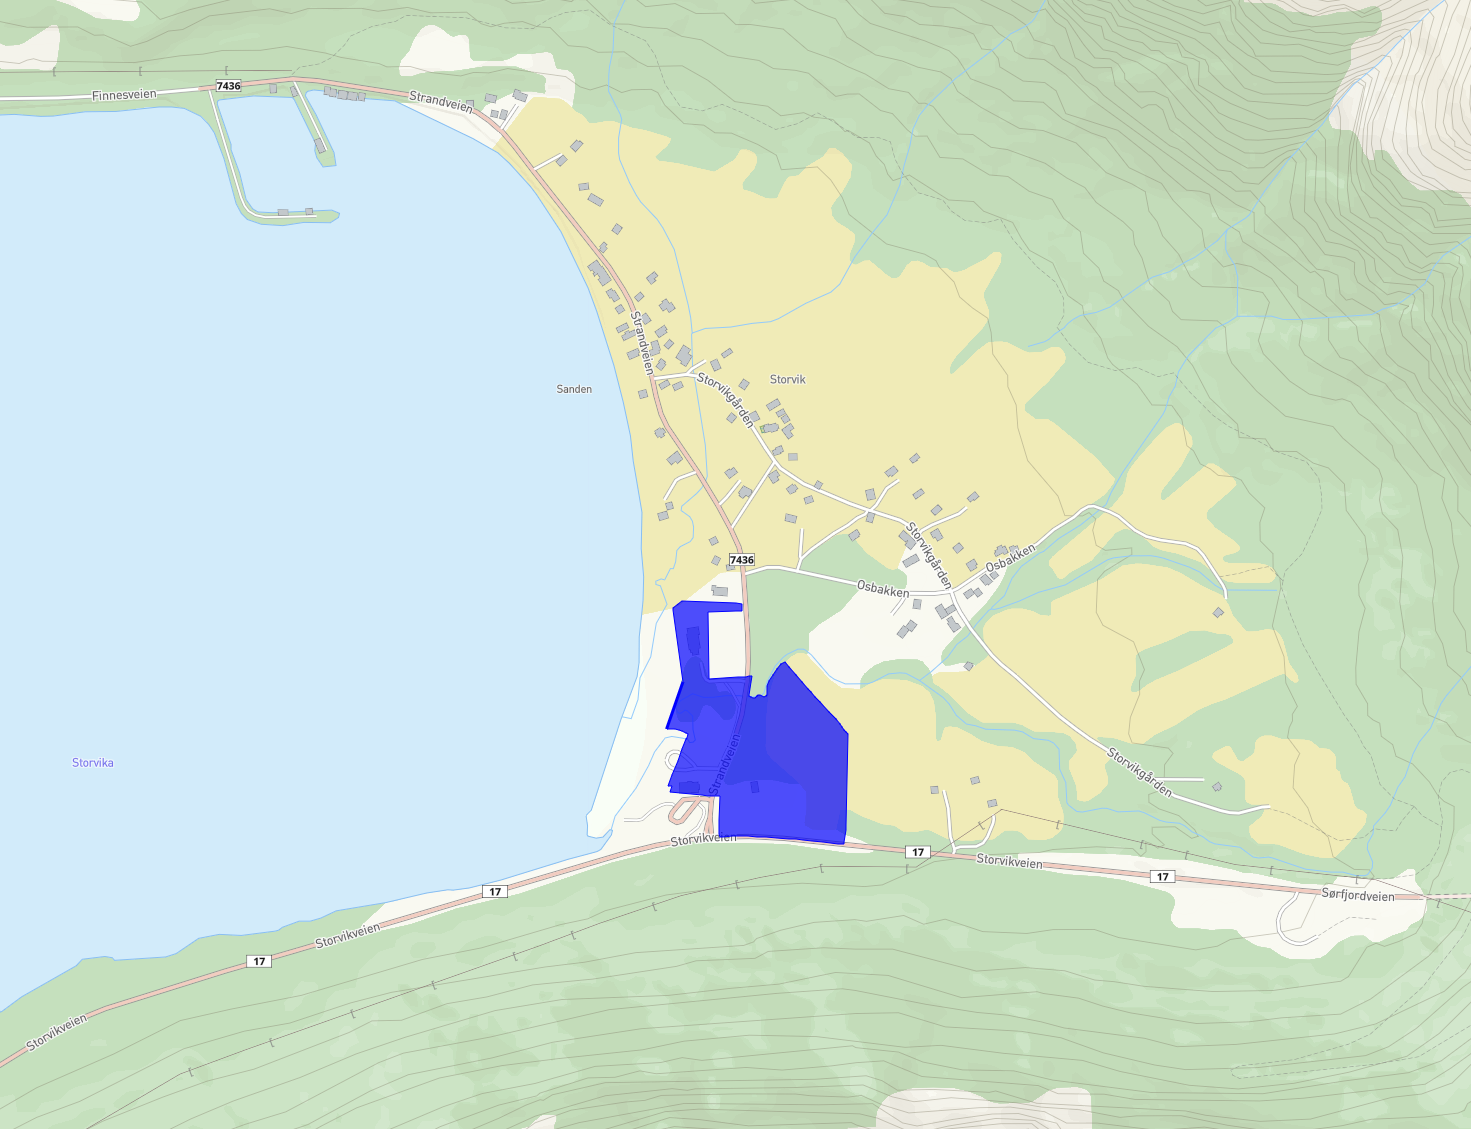 7436
Finnesveien
Strandveien
Strandveien
Sanden
Storvik
Storvikgården
Storvikgården
7436
Osbakken
Osbakken
Strandveien
Storvika
Storvikgården
Storvikveien
17
Storvikveien
17
17
Sørfjordveien
Storvikveien
17
Storvikveien